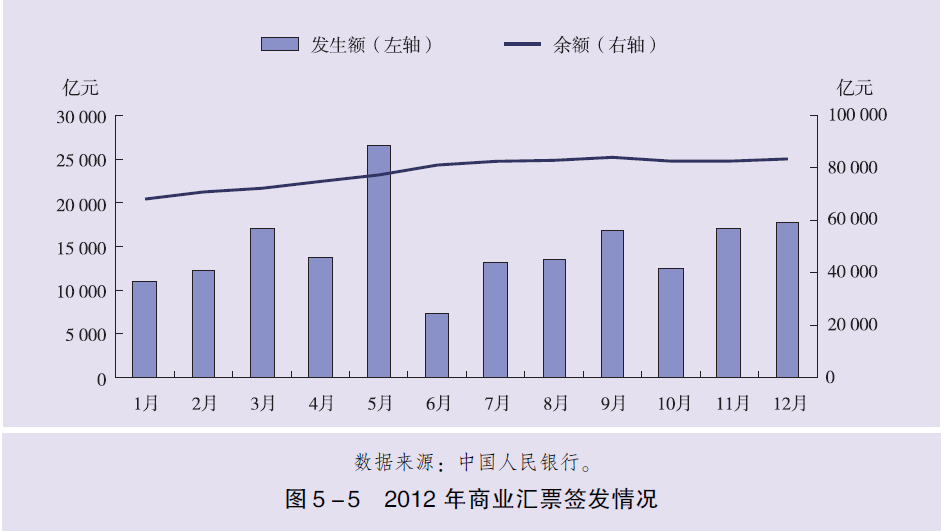 发生额（左轴） 余额（右轴）
亿元 亿元
30 000 100 000
25 000 80 000
20 000 60 000
15 000 40 000
10 000 20 000
5 000
0 0
1月 2月 3月 4月 5月 6月 7月 8月 9月 10月 11月 12月
数据来源：中国人民银行。
图5-5 2012年商业汇票签发情况